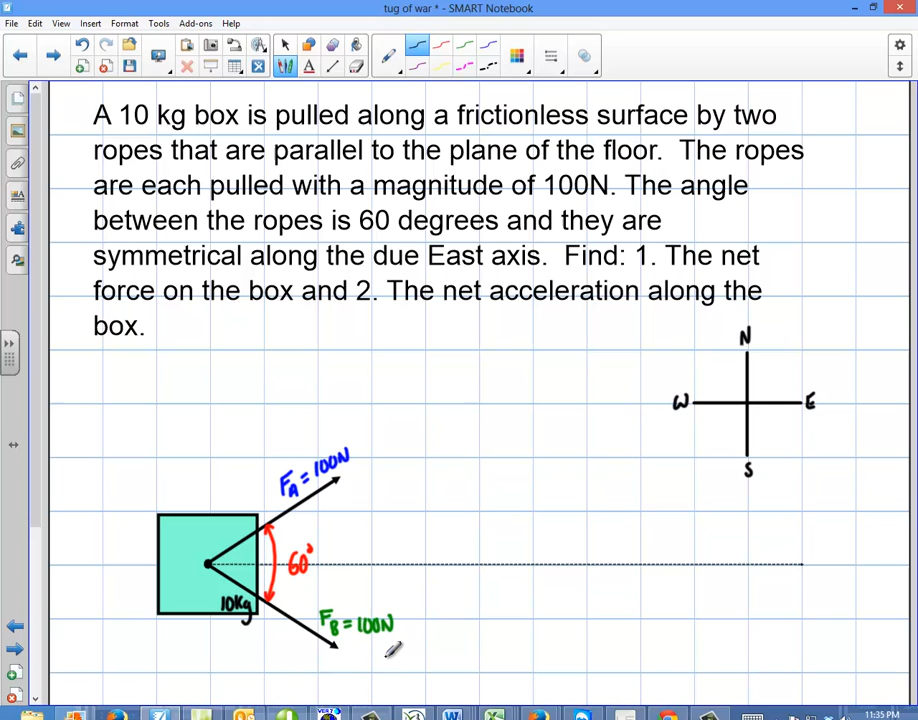 tug of war * - SMART Notebook
File Edit View Insert Format Tools Add-ons Help
A 10 kg box is pulled along a frictionless surface by two
ropes that are parallel to the plane of the floor.  The ropes
are each pulled with a magnitude of 100N. The angle
between the ropes is 60 degrees and they are
symmetrical along the due East axis.  Find: 1. The net
force on the box and 2. The net acceleration along the
box.
N
W E
S
FA = 100N
60°
10Kg
FB = 100N
11:35 PM